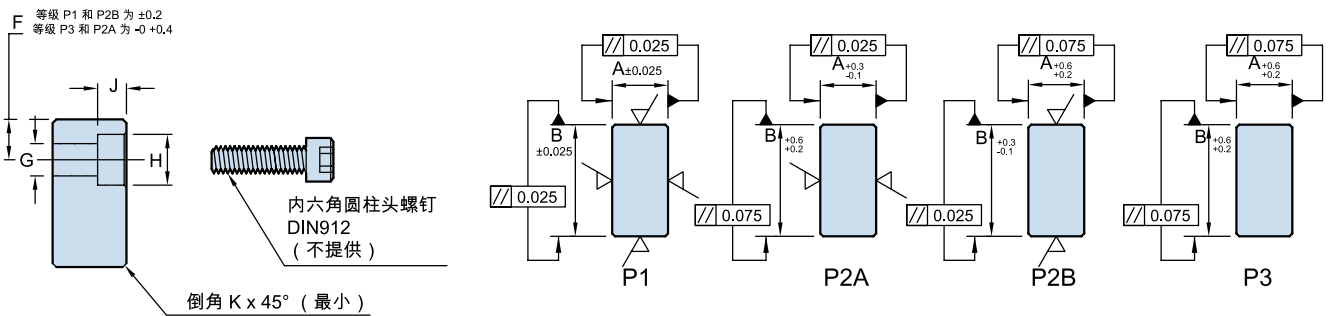 F
等级 P1 和 P2B 为 ±0.2
等级 P3 和 P2A 为 -0 +0.4
J
G
H
内六角圆柱头螺钉
DIN912
（不提供）
倒角 K x 45°（最小）
// 0.025
A±0.025
B
±0.025
// 0.025
P1
// 0.025
A+0.3
-0.1
B
+0.6
+0.2
// 0.075
P2A
// 0.075
A+0.6
+0.2
B
+0.3
-0.1
// 0.025
P2B
// 0.075
A+0.6
+0.2
B
+0.6
+0.2
// 0.075
P3